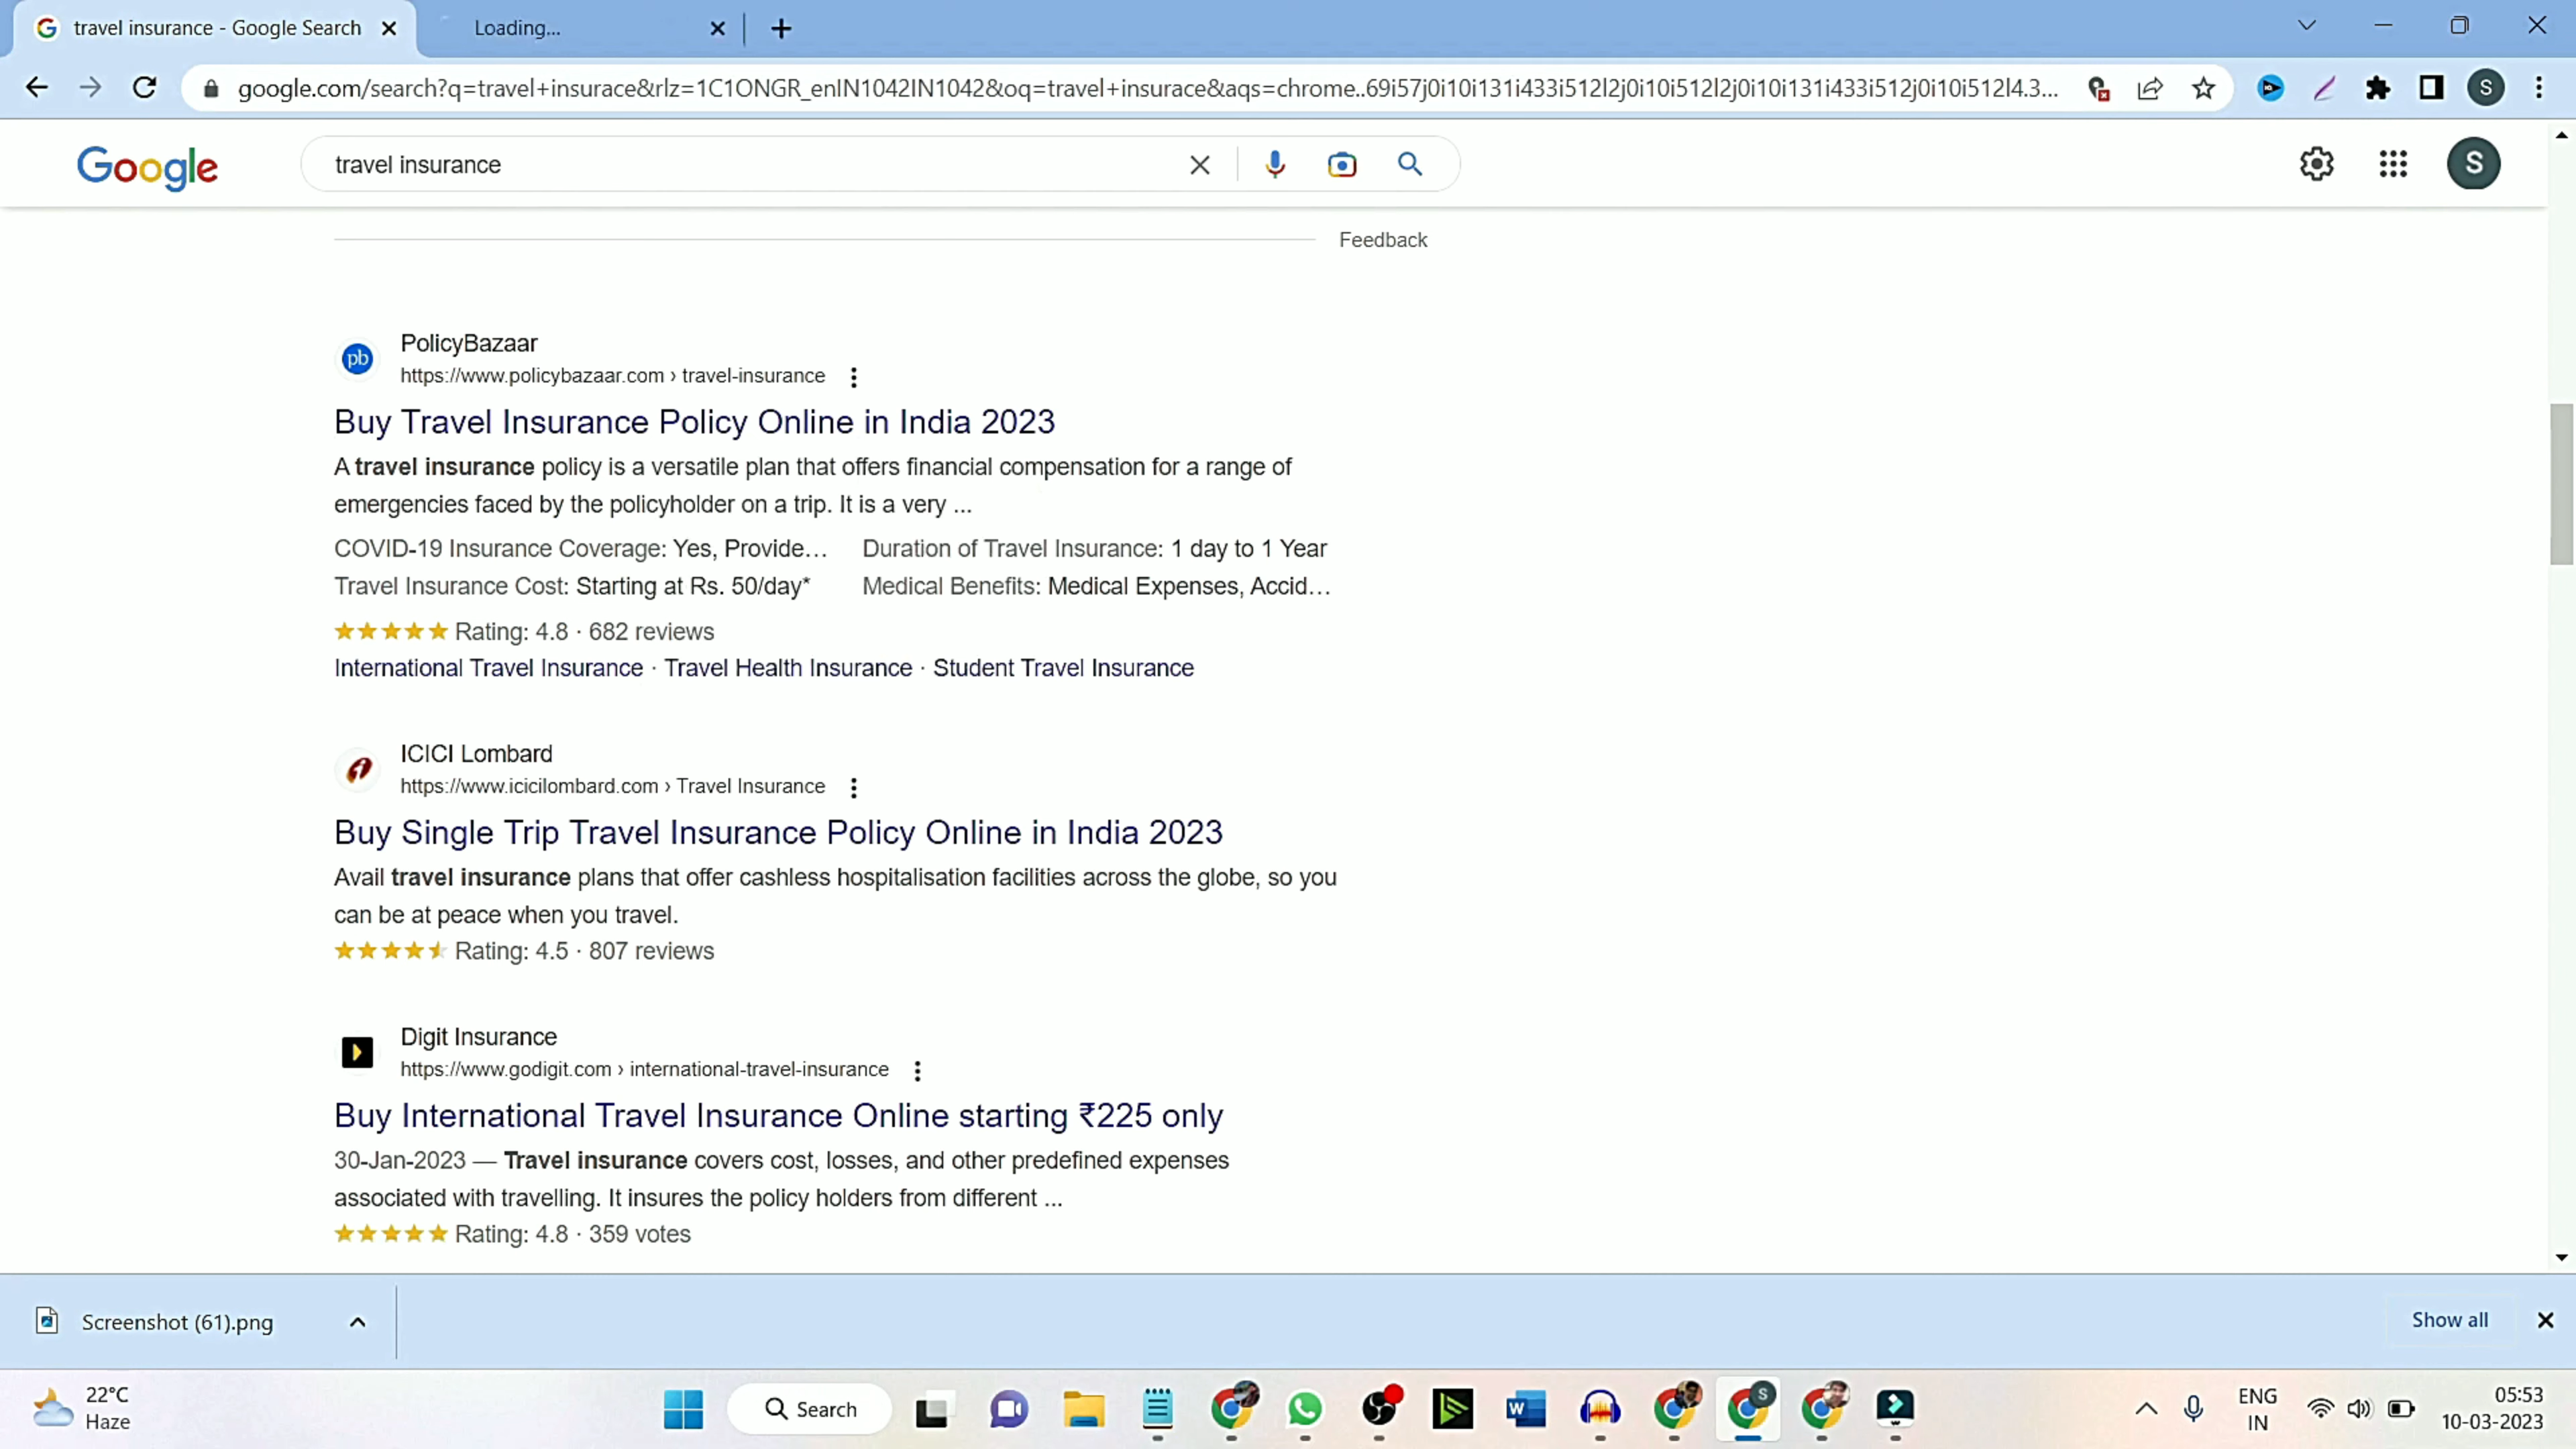 travel insurance - Google Search
Loading...
google.com/search?q=travel+insurace&rlz=1C1ONGR_enIN1042IN1042&oq=travel+insurace&aqs=chrome..69i57j0i10i131i433i512l2j0i10i512l2j0i10i131i433i512j0i10i512l4.3...
S
Google
travel insurance
S
Feedback
pb
PolicyBazaar
https://www.policybazaar.com › travel-insurance
Buy Travel Insurance Policy Online in India 2023
A travel insurance policy is a versatile plan that offers financial compensation for a range of
emergencies faced by the policyholder on a trip. It is a very ...
COVID-19 Insurance Coverage: Yes, Provide... Duration of Travel Insurance: 1 day to 1 Year
Travel Insurance Cost: Starting at Rs. 50/day* Medical Benefits: Medical Expenses, Accid...
Rating: 4.8 · 682 reviews
International Travel Insurance · Travel Health Insurance · Student Travel Insurance
ICICI Lombard
https://www.icicilombard.com › Travel Insurance
Buy Single Trip Travel Insurance Policy Online in India 2023
Avail travel insurance plans that offer cashless hospitalisation facilities across the globe, so you
can be at peace when you travel.
Rating: 4.5 · 807 reviews
Digit Insurance
https://www.godigit.com › international-travel-insurance
Buy International Travel Insurance Online starting ₹225 only
30-Jan-2023 — Travel insurance covers cost, losses, and other predefined expenses
associated with travelling. It insures the policy holders from different ...
Rating: 4.8 · 359 votes
Screenshot (61).png
Show all
22°C
Haze
Search
W
S
ENG
IN
05:53
10-03-2023